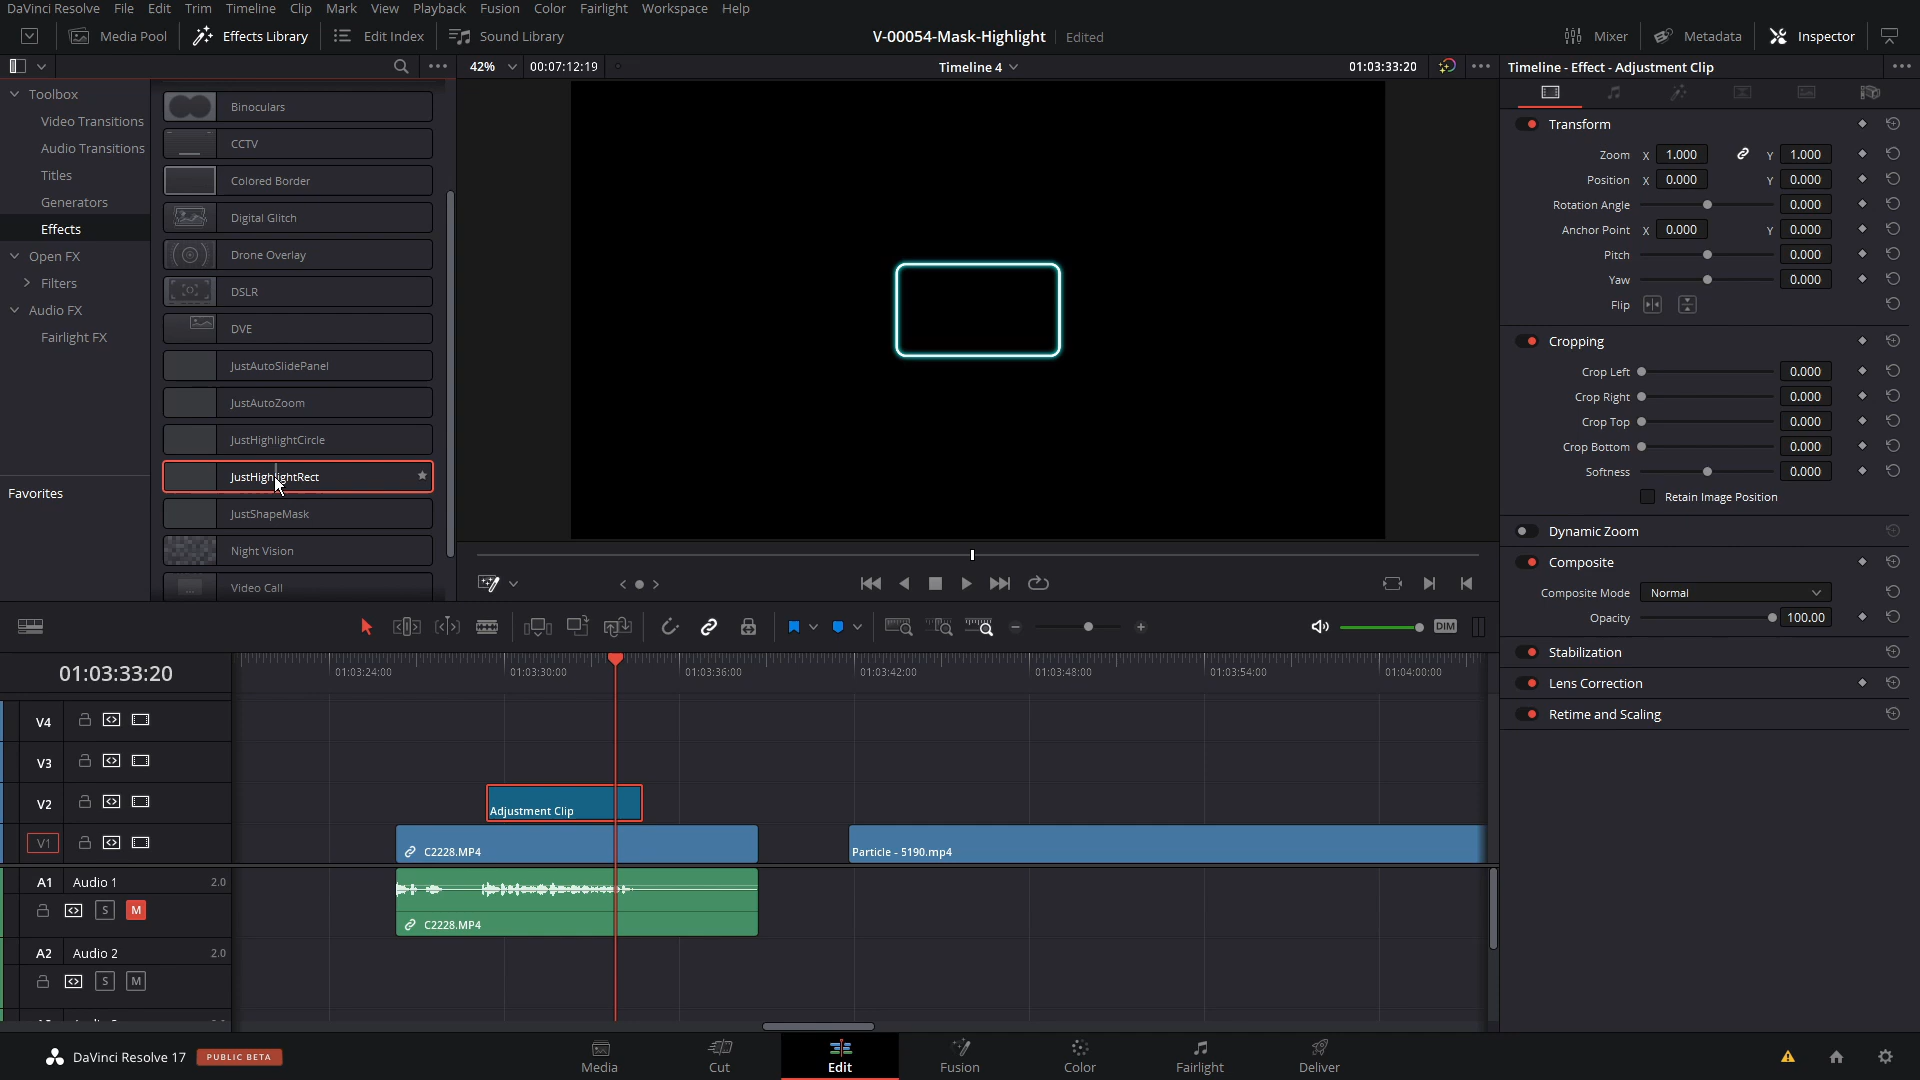 DaVinci Resolve File Edit Trim Timeline Clip Mark View Playback Fusion Color Fairlight Workspace Help
Media Pool Effects Library Edit Index Sound Library V-00054-Mask-Highlight Edited Mixer Metadata Inspector
42% 00:07:12:19 Timeline 4 01:03:33:20 Timeline - Effect - Adjustment Clip
Toolbox
Video Transitions
Audio Transitions
Titles
Generators
Effects
Open FX
Filters
Audio FX
Fairlight FX
Favorites
Binoculars
CCTV
Colored Border
Digital Glitch
Drone Overlay
DSLR
DVE
JustAutoSlidePanel
JustAutoZoom
JustHighlightCircle
JustHighlightRect
JustShapeMask
Night Vision
Video Call
Transform
Zoom X 1.000 Y 1.000
Position X 0.000 Y 0.000
Rotation Angle 0.000
Anchor Point X 0.000 Y 0.000
Pitch 0.000
Yaw 0.000
Flip
Cropping
Crop Left 0.000
Crop Right 0.000
Crop Top 0.000
Crop Bottom 0.000
Softness 0.000
Retain Image Position
Dynamic Zoom
Composite
Composite Mode Normal
Opacity 100.00
Stabilization
Lens Correction
Retime and Scaling
DIM
01:03:33:20 01:03:24:00 01:03:30:00 01:03:36:00 01:03:42:00 01:03:48:00 01:03:54:00 01:04:00:00
V4
V3
V2 Adjustment Clip
V1 C2228.MP4 Particle - 5190.mp4
A1 Audio 1 2.0
S M C2228.MP4
A2 Audio 2 2.0
S M
DaVinci Resolve 17 PUBLIC BETA Media Cut Edit Fusion Color Fairlight Deliver